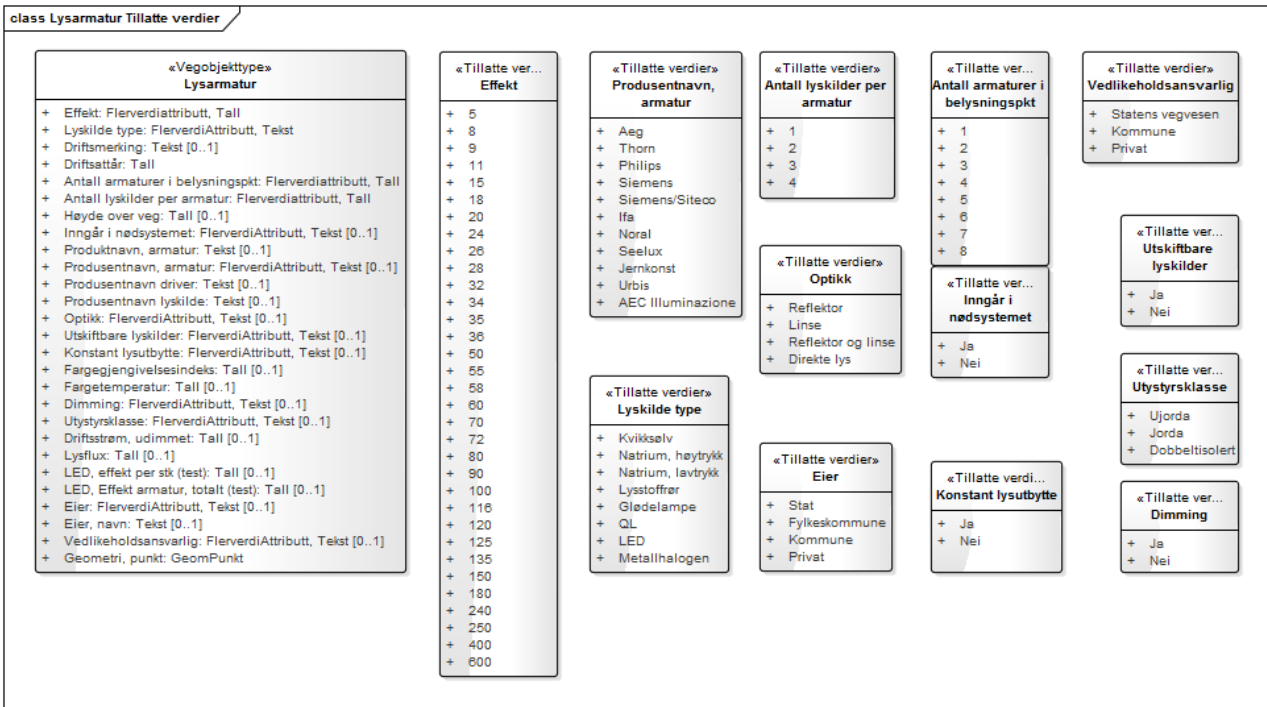 class Lysarmatur Tillatte verdier
«Vegobjekttype»
Lysarmatur
+ Effekt: Flerverdiattributt, Tall
+ Lyskilde type: FlerverdiAttributt, Tekst
+ Driftsmerking: Tekst [0..1]
+ Driftsattår: Tall
+ Antall armaturer i belysningspkt: Flerverdiattributt, Tall
+ Antall lyskilder per armatur: Flerverdiattributt, Tall
+ Høyde over veg: Tall [0..1]
+ Inngår i nødsystemet: FlerverdiAttributt, Tekst [0..1]
+ Produktnavn, armatur: Tekst [0..1]
+ Produsentnavn, armatur: FlerverdiAttributt, Tekst [0..1]
+ Produsentnavn driver: Tekst [0..1]
+ Produsentnavn lyskilde: Tekst [0..1]
+ Optikk: FlerverdiAttributt, Tekst [0..1]
+ Utskiftbare lyskilder: FlerverdiAttributt, Tekst [0..1]
+ Konstant lysutbytte: FlerverdiAttributt, Tekst [0..1]
+ Fargegjengivelsesindeks: Tall [0..1]
+ Fargetemperatur: Tall [0..1]
+ Dimming: FlerverdiAttributt, Tekst [0..1]
+ Utystyrsklasse: FlerverdiAttributt, Tekst [0..1]
+ Driftsstrøm, udimmet: Tall [0..1]
+ Lysflux: Tall [0..1]
+ LED, effekt per stk (test): Tall [0..1]
+ LED, Effekt armatur, totalt (test): Tall [0..1]
+ Eier: FlerverdiAttributt, Tekst [0..1]
+ Eier, navn: Tekst [0..1]
+ Vedlikeholdsansvarlig: FlerverdiAttributt, Tekst [0..1]
+ Geometri, punkt: GeomPunkt
«Tillatte ver...
Effekt
+ 5
+ 8
+ 9
+ 11
+ 15
+ 18
+ 20
+ 24
+ 26
+ 28
+ 32
+ 34
+ 35
+ 36
+ 50
+ 55
+ 58
+ 60
+ 70
+ 72
+ 80
+ 90
+ 100
+ 116
+ 120
+ 125
+ 135
+ 150
+ 180
+ 240
+ 250
+ 400
+ 600
«Tillatte verdier»
Produsentnavn,
armatur
+ Aeg
+ Thorn
+ Philips
+ Siemens
+ Siemens/Siteco
+ Ifa
+ Noral
+ Seelux
+ Jernkonst
+ Urbis
+ AEC Illuminazione
«Tillatte verdier»
Lyskilde type
+ Kvikksølv
+ Natrium, høytrykk
+ Natrium, lavtrykk
+ Lysstoffrør
+ Glødelampe
+ QL
+ LED
+ Metallhalogen
«Tillatte verdier»
Antall lyskilder per
armatur
+ 1
+ 2
+ 3
+ 4
«Tillatte verdier»
Optikk
+ Reflektor
+ Linse
+ Reflektor og linse
+ Direkte lys
«Tillatte verdier»
Eier
+ Stat
+ Fylkeskommune
+ Kommune
+ Privat
«Tillatte ver...
Antall armaturer i
belysningspkt
+ 1
+ 2
+ 3
+ 4
+ 5
+ 6
+ 7
+ 8
«Tillatte ver...
Inngår i
nødsystemet
+ Ja
+ Nei
«Tillatte verdi...
Konstant lysutbytte
+ Ja
+ Nei
«Tillatte verdier»
Vedlikeholdsansvarlig
+ Statens vegvesen
+ Kommune
+ Privat
«Tillatte ver...
Utskiftbare
lyskilder
+ Ja
+ Nei
«Tillatte ver...
Utystyrsklasse
+ Ujorda
+ Jorda
+ Dobbeltisolert
«Tillatte ver...
Dimming
+ Ja
+ Nei